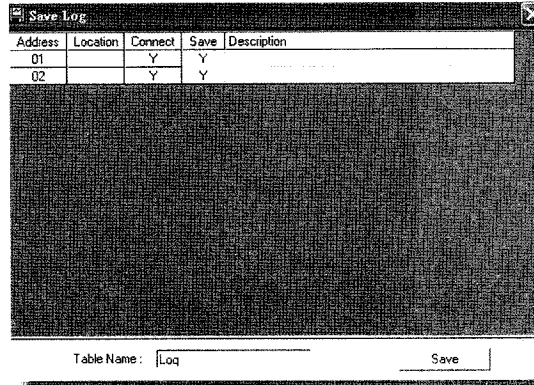 Save Log
Address Location Connect Save Description
01 Y Y
02 Y Y
Table Name : Log
Save